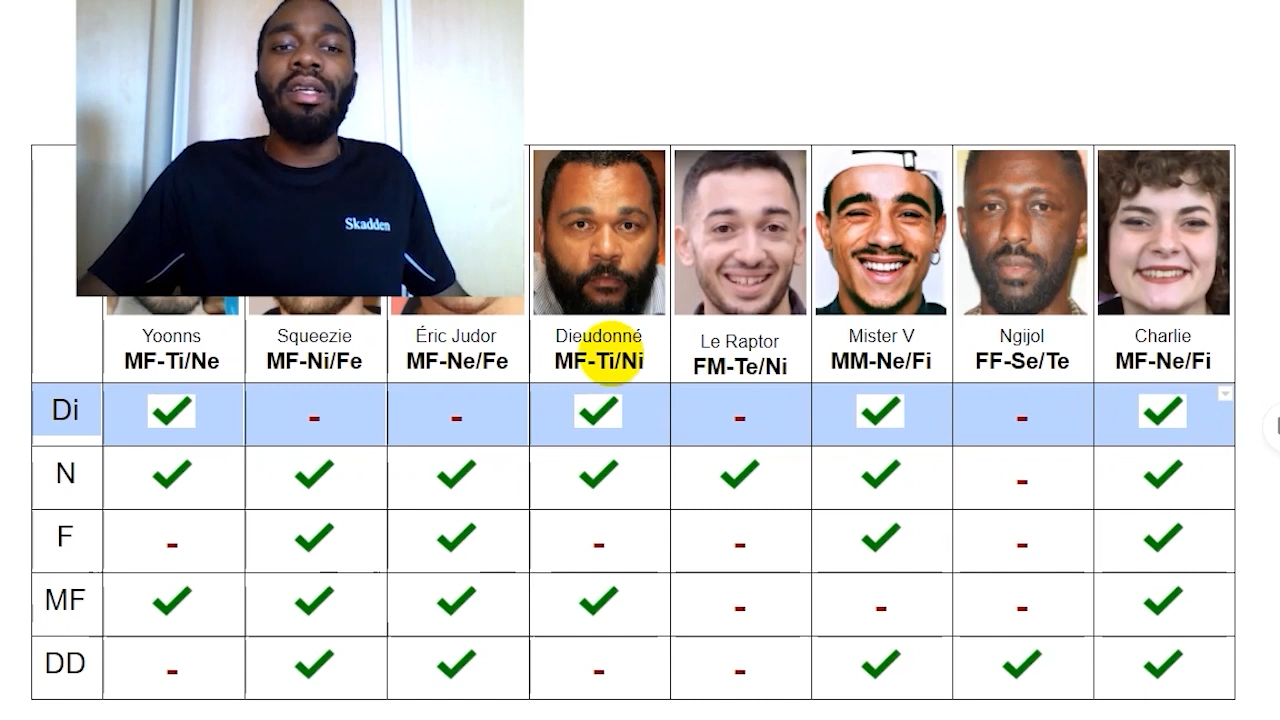 Skadden
Yoonns Squeezie Éric Judor Dieudonné Le Raptor Mister V Ngijol Charlie
MF-Ti/Ne MF-Ni/Fe MF-Ne/Fe MF-Ti/Ni FM-Te/Ni MM-Ne/Fi FF-Se/Te MF-Ne/Fi
Di - - - -
N -
F - - - -
MF - - -
DD - - -